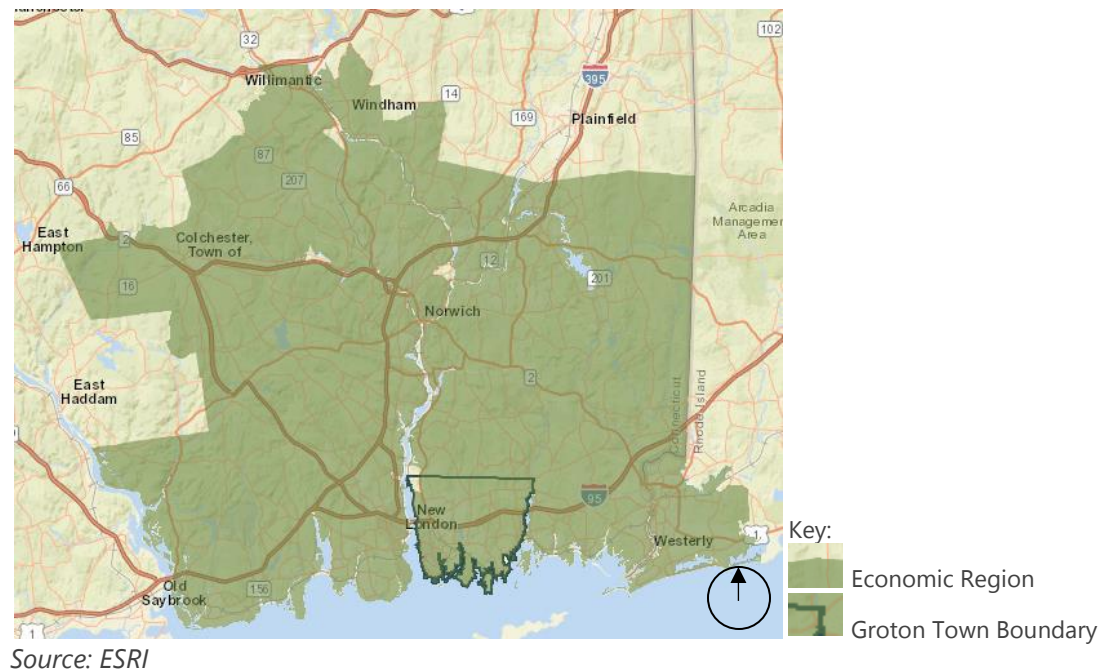 32
102
395
Willimantic
Windham
14
169
Plainfield
85
87
66
207
Arcadia
Area
East
Hampton
2
Colchester,
Town of
16
12
201
Norwich
East
Haddam
2
Connecticut
Rhode Island
95
New
London
Westerly
1
Old
Saybrook
156
1
Key:
Economic Region
Groton Town Boundary
Source: ESRI